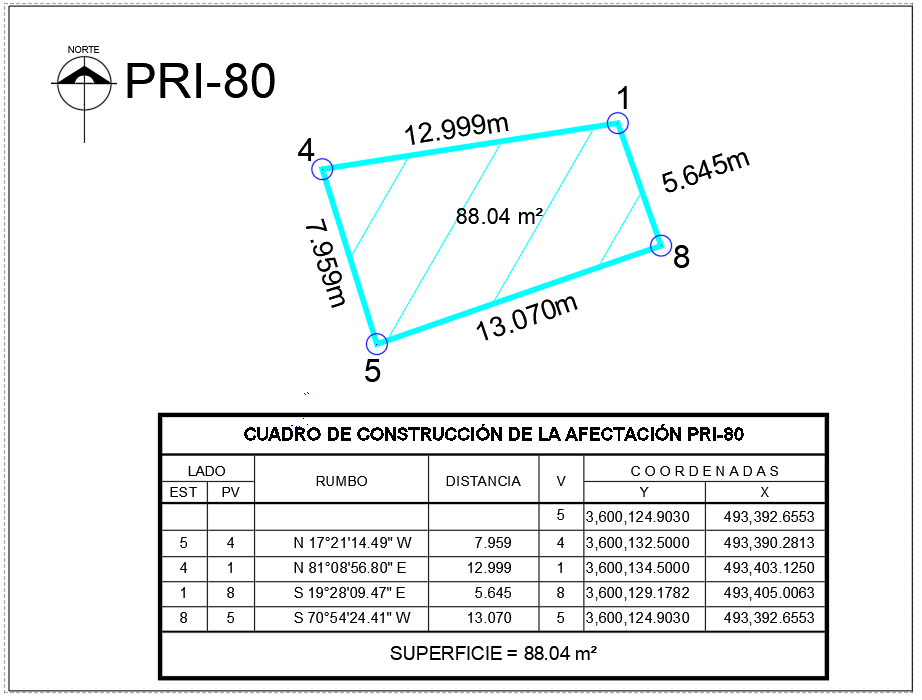 NORTE
PRI-80
1
12.999m
4
5.645m
88.04 m²
7.959m
8
13.070m
5
CUADRO DE CONSTRUCCIÓN DE LA AFECTACIÓN PRI-80
LADO RUMBO DISTANCIA V COORDENADAS
EST PV Y X
5 3,600,124.9030 493,392.6553
5 4 N 17°21'14.49" W 7.959 4 3,600,132.5000 493,390.2813
4 1 N 81°08'56.80" E 12.999 1 3,600,134.5000 493,403.1250
1 8 S 19°28'09.47" E 5.645 8 3,600,129.1782 493,405.0063
8 5 S 70°54'24.41" W 13.070 5 3,600,124.9030 493,392.6553
SUPERFICIE = 88.04 m²